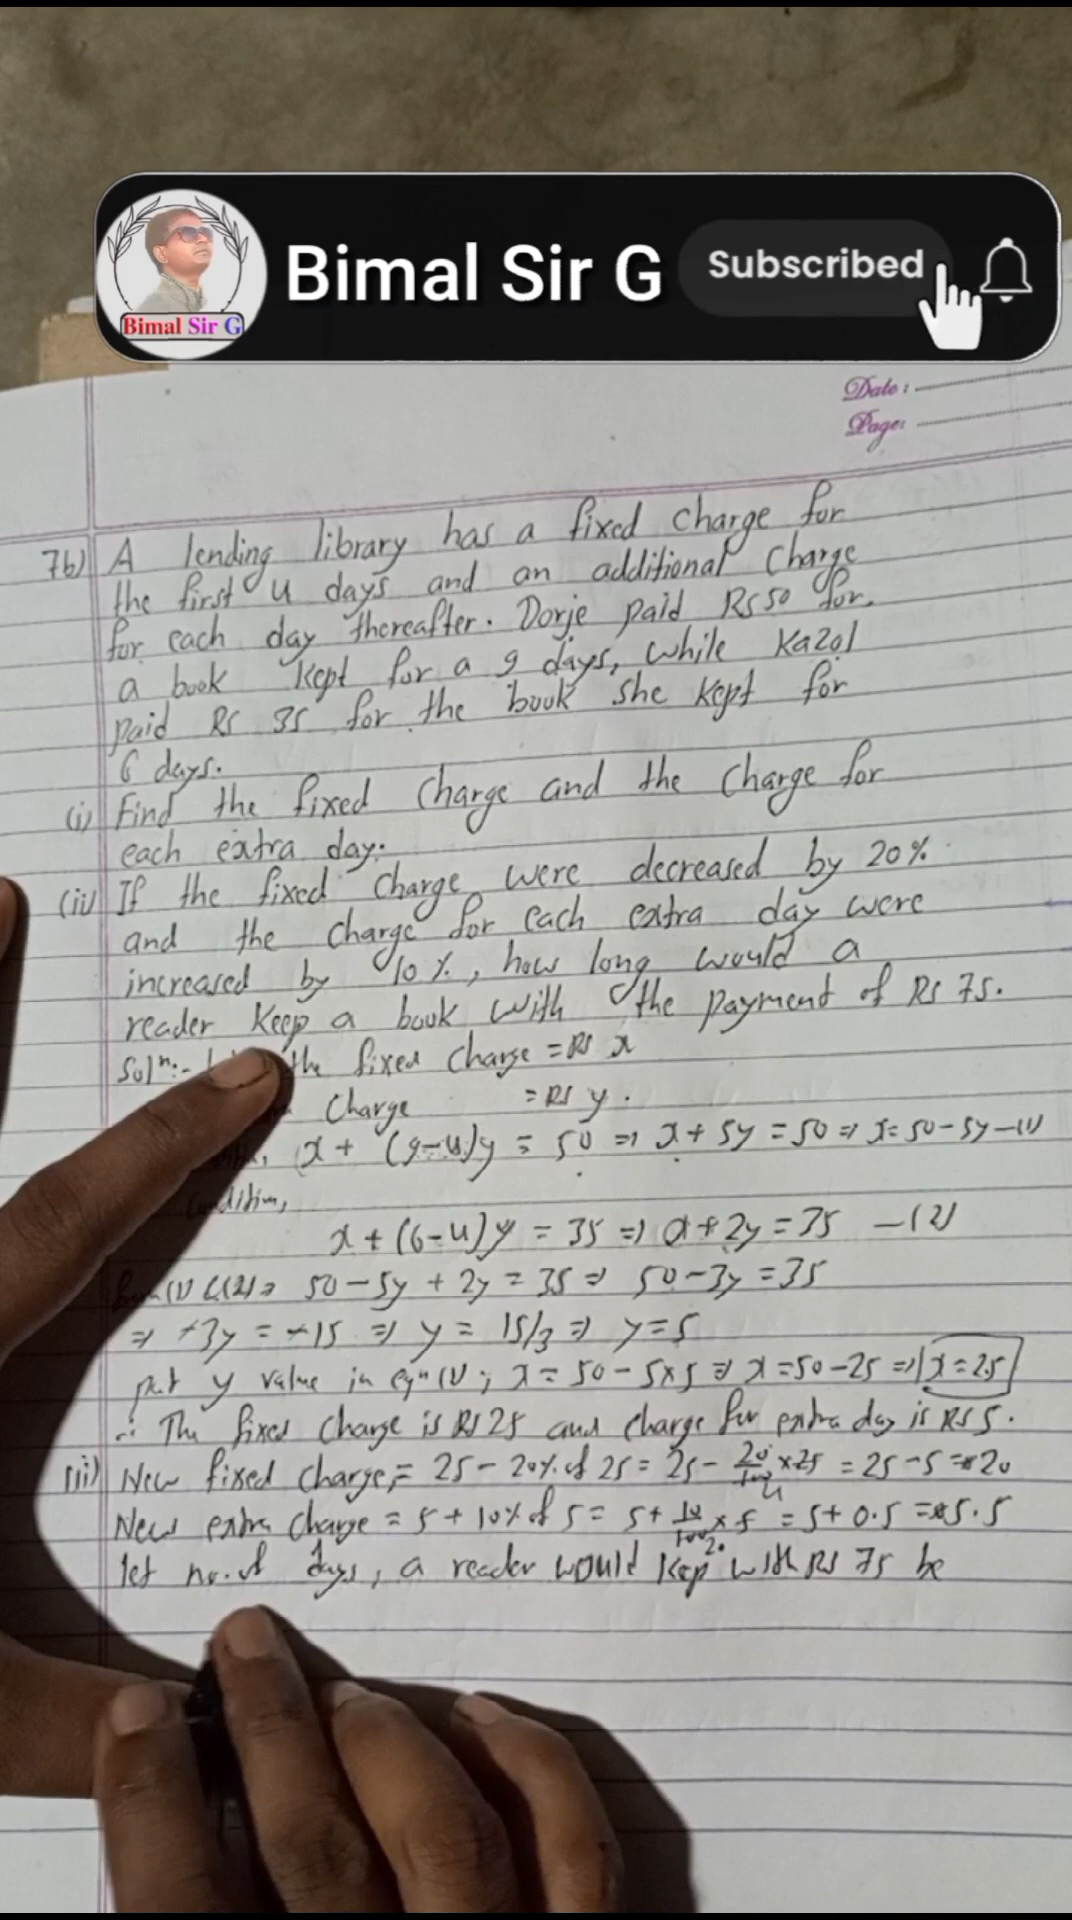 Bimal Sir G
Subscribed
Bimal Sir G
Date:
Page:
7b) A lending library has a fixed charge for
the first 4 days and an additional charge
for each day thereafter. Dorje paid Rs 50 for
a book kept for a 9 days, while Kazol
paid Rs 35 for the book she kept for
6 days.
(i) Find the fixed charge and the charge for
each extra day.
(ii) If the fixed charge were decreased by 20%
and the charge for each extra day were
increased by 10%, how long would a
reader keep a book with the payment of Rs 75.
Solⁿ:- the fixed charge = Rs x
charge = Rs y.
x + (9-4)y = 50 ⇒ x + 5y = 50 ⇒ x = 50 - 5y —(1)
condition,
x + (6-4)y = 35 ⇒ x + 2y = 35 —(2)
(1) & (2) ⇒ 50 - 5y + 2y = 35 ⇒ 50 - 3y = 35
⇒ +3y = +15 ⇒ y = 15/3 ⇒ y = 5
put y value in eqⁿ (1); x = 50 - 5×5 ⇒ x = 50 - 25 ⇒ x = 25
∴ The fixed charge is Rs 25 and charge for extra day is Rs 5.
(ii) New fixed charge, = 25 - 20% of 25 = 25 - 20/100 × 25 = 25 - 5 = 20
New extra charge = 5 + 10% of 5 = 5 + 10/100 × 5 = 5 + 0.5 = 5.5
let no. of days, a reader would kep with Rs 75 be